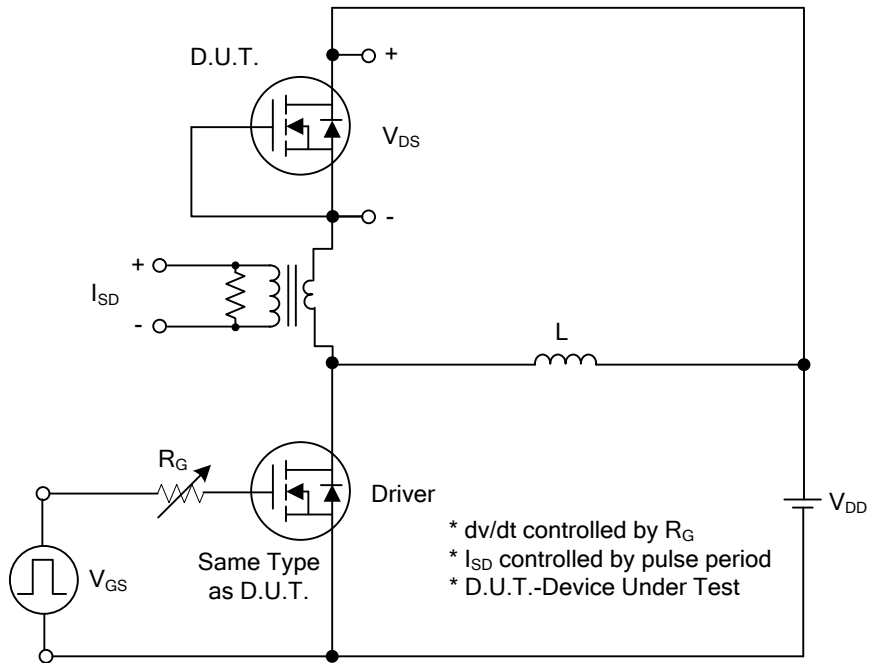 D.U.T.
+
V_DS
-
+
I_SD
-
L
R_G
Driver
V_DD
* dv/dt controlled by R_G
* I_SD controlled by pulse period
* D.U.T.-Device Under Test
Same Type
as D.U.T.
V_GS